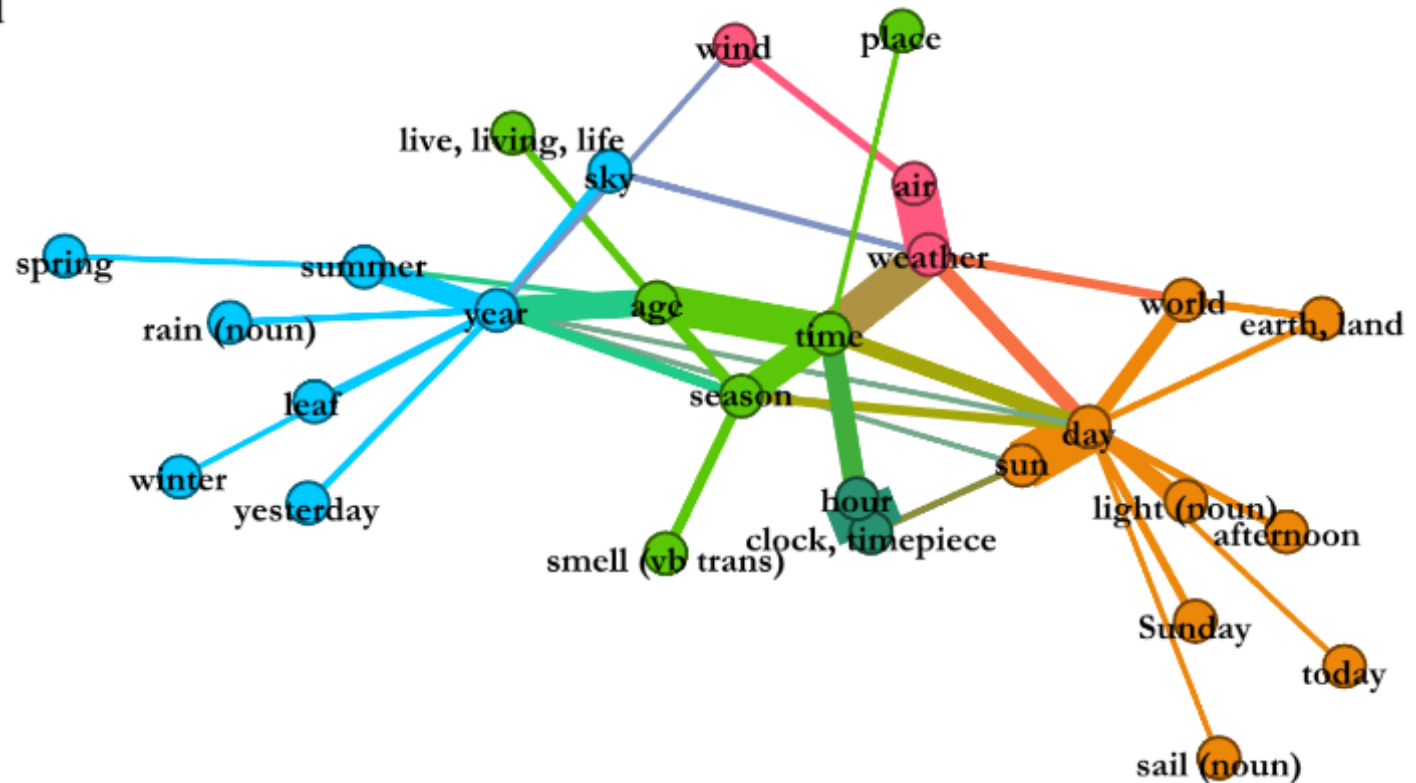 wind
place
live, living, life
sky
air
spring
summer
weather
year
age
world
rain (noun)
time
earth, land
leaf
season
day
winter
sun
yesterday
hour
light (noun)
clock, timepiece
afternoon
smell (vb trans)
Sunday
today
sail (noun)